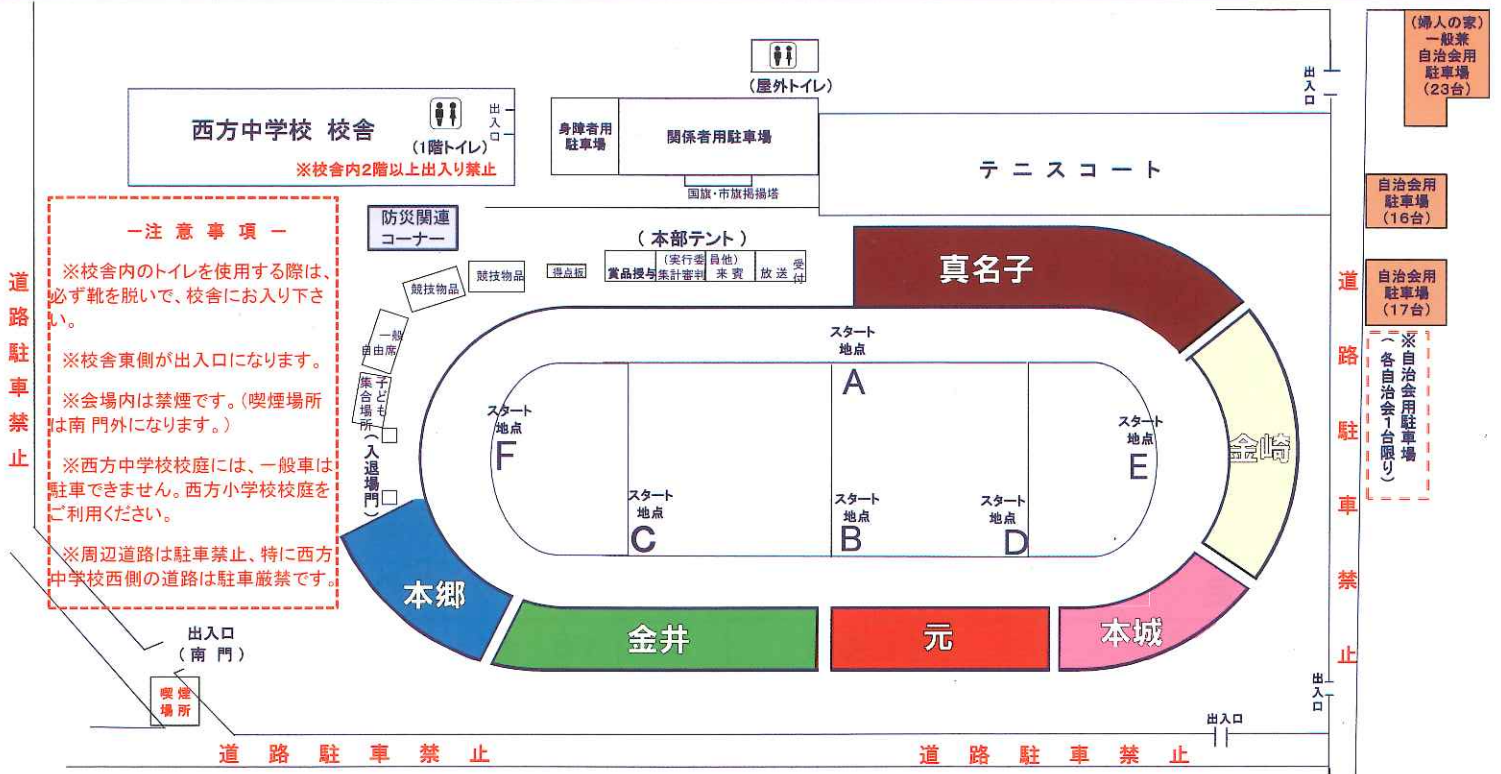 (婦人の家)
一般兼
自治会用
駐車場
(23台)
出入口
(屋外トイレ)
西方中学校 校舎
(1階トイレ)
出入口
※校舎内2階以上出入り禁止
身障者用
駐車場
関係者用駐車場
国旗・市旗掲揚塔
テニスコート
自治会用
駐車場
(16台)
自治会用
駐車場
(17台)
※自治会用駐車場
(各自治会1台限り)
道路駐車禁止
道路駐車禁止
-注意事項-
※校舎内のトイレを使用する際は、
必ず靴を脱いで、校舎にお入り下さ
い。
※校舎東側が出入口になります。
※会場内は禁煙です。(喫煙場所
は南門外になります。)
※西方中学校校庭には、一般車は
駐車できません。西方小学校校庭を
ご利用ください。
※周辺道路は駐車禁止、特に西方
中学校西側の道路は駐車厳禁です。
防災関連
コーナー
(本部テント)
競技物品
競技物品
得点板
賞品授与
(実行委員他)
集計審判
来賓
放送
受付
一般
自由席
子ども
集合場所
(入退場門)
真名子
金崎
本城
元
金井
本郷
スタート
地点
A
スタート
地点
F
スタート
地点
E
スタート
地点
C
スタート
地点
B
スタート
地点
D
出入口
(南門)
喫煙
場所
出入口
出入口
道路駐車禁止
道路駐車禁止